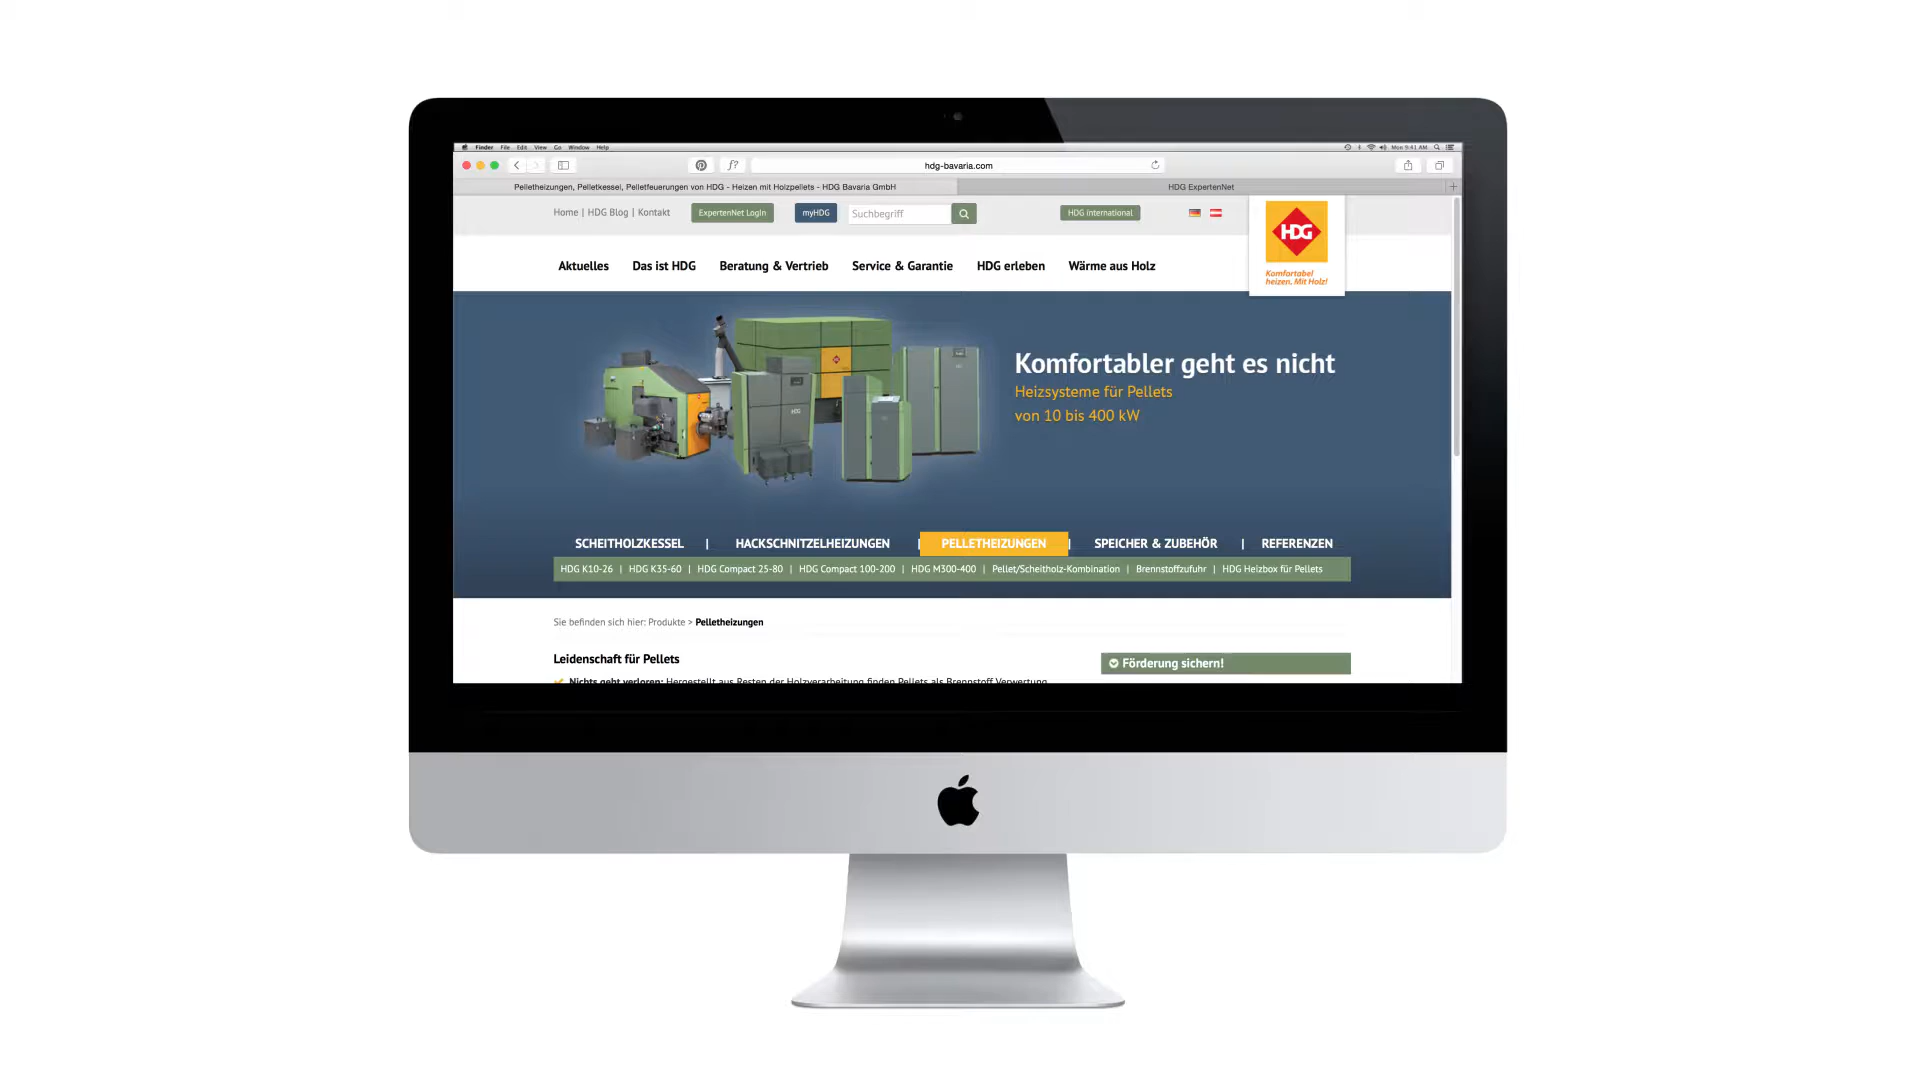 Finder File Edit View Go Window Help
Mon 9:41 AM
f?
hdg-bavaria.com
Pelletheizungen, Pelletkessel, Pelletfeuerungen von HDG - Heizen mit Holzpellets - HDG Bavaria GmbH
HDG ExpertenNet
Home | HDG Blog | Kontakt
ExpertenNet Login
myHDG
Suchbegriff
HDG international
HDG
Komfortabel
heizen. Mit Holz!
Aktuelles Das ist HDG Beratung & Vertrieb Service & Garantie HDG erleben Wärme aus Holz
Komfortabler geht es nicht
Heizsysteme für Pellets
von 10 bis 400 kW
SCHEITHOLZKESSEL | HACKSCHNITZELHEIZUNGEN | PELLETHEIZUNGEN | SPEICHER & ZUBEHÖR | REFERENZEN
HDG K10-26 | HDG K35-60 | HDG Compact 25-80 | HDG Compact 100-200 | HDG M300-400 | Pellet/Scheitholz-Kombination | Brennstoffzufuhr | HDG Heizbox für Pellets
Sie befinden sich hier: Produkte > Pelletheizungen
Leidenschaft für Pellets
Förderung sichern!
Nichts geht verloren: Hergestellt aus Resten der Holzverarbeitung finden Pellets als Brennstoff Verwertung